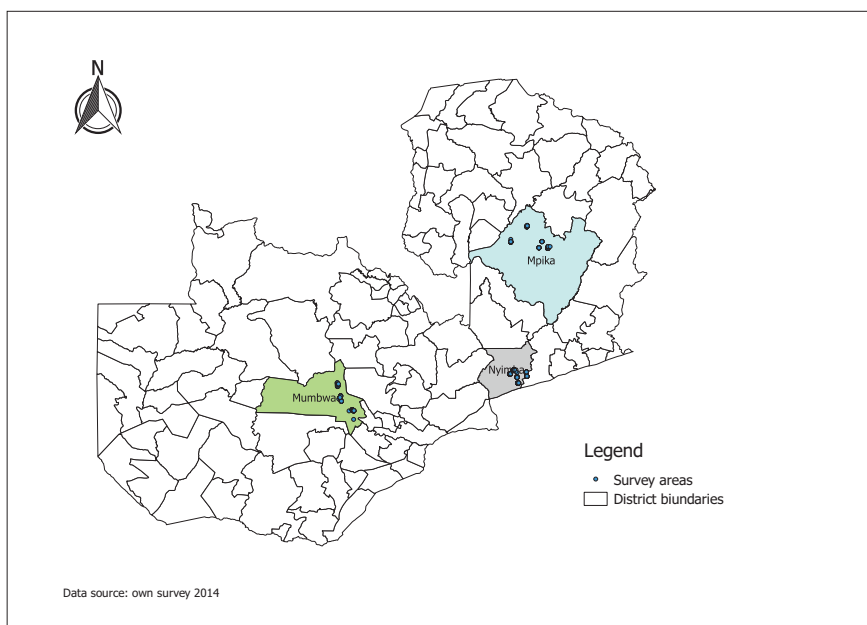 N
Mpika
Nyimba
Mumbwa
Legend
Survey areas
District biundaries
Data source: own survey 2014